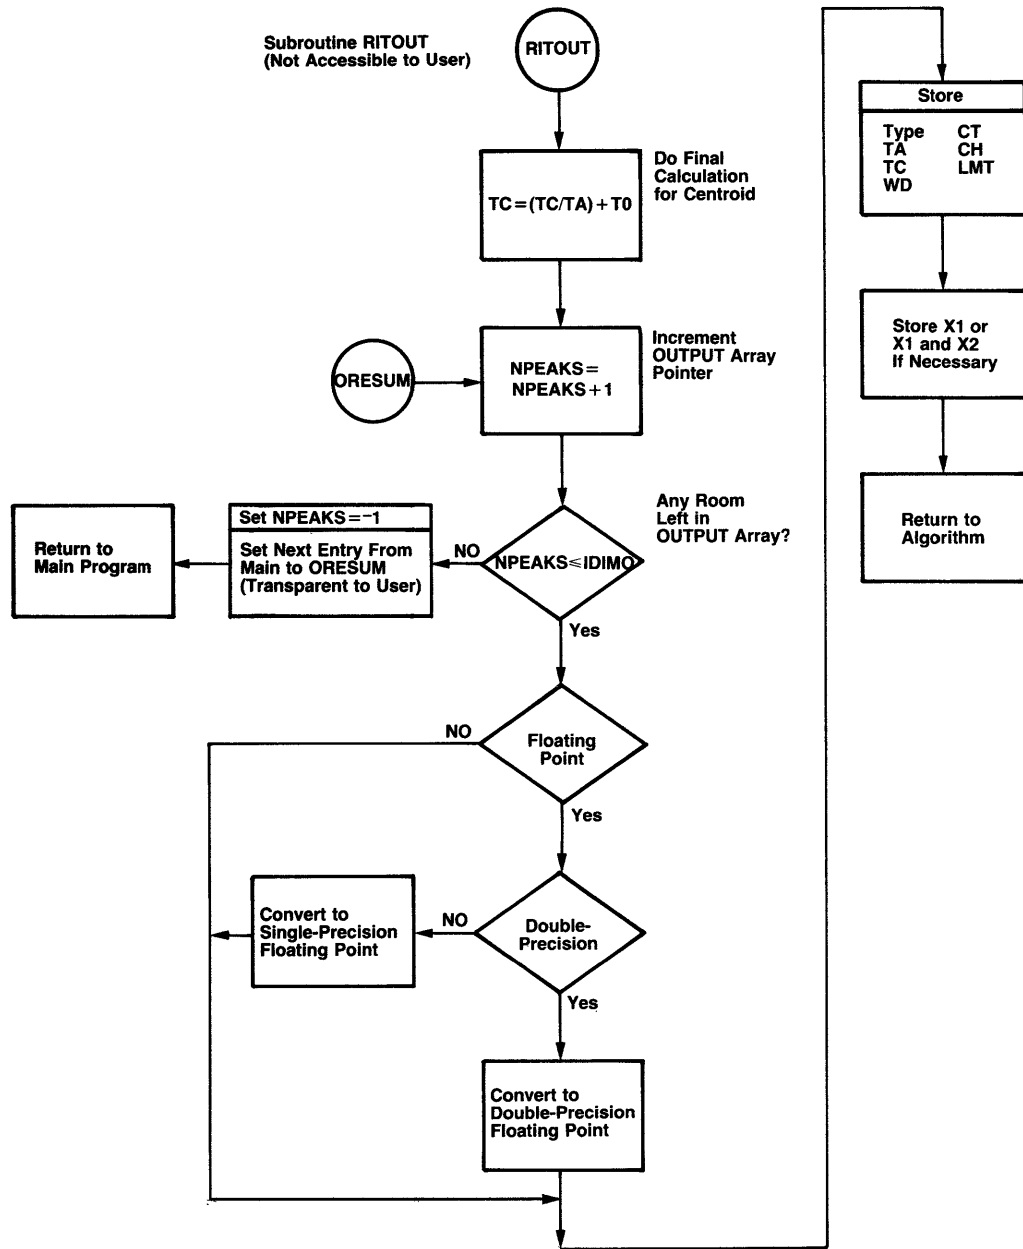 Subroutine RITOUT
(Not Accessible to User)
RITOUT
TC=(TC/TA)+T0
Do Final
Calculation
for Centroid
ORESUM
NPEAKS=
NPEAKS+1
Increment
OUTPUT Array
Pointer
Any Room
Left in
OUTPUT Array?
NPEAKS≤IDIMO
NO
Set NPEAKS=-1
Set Next Entry From
Main to ORESUM
(Transparent to User)
Return to
Main Program
Yes
Floating
Point
NO
Yes
Double-
Precision
NO
Convert to
Single-Precision
Floating Point
Yes
Convert to
Double-Precision
Floating Point
Store
Type CT
TA CH
TC LMT
WD
Store X1 or
X1 and X2
If Necessary
Return to
Algorithm